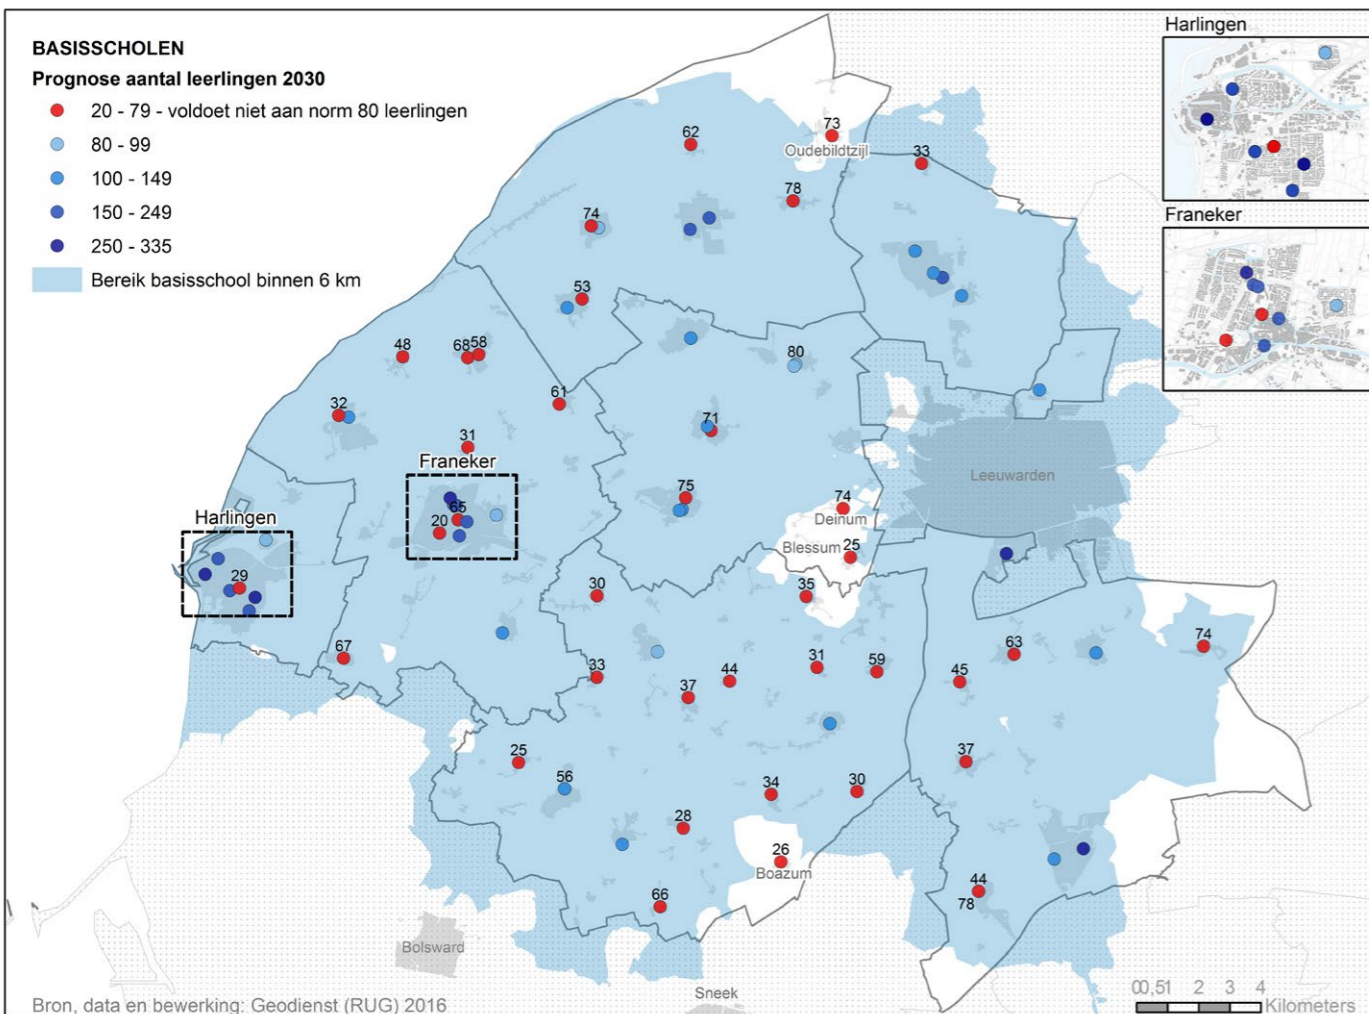 BASISSCHOLEN
Prognose aantal leerlingen 2030
20 - 79 - voldoet niet aan norm 80 leerlingen
80 - 99
100 - 149
150 - 249
250 - 335
Bereik basisschool binnen 6 km
Harlingen
Franeker
62
73
Oudebildtzijl
33
78
74
53
48
68
58
80
61
32
71
31
Franeker
75
74
Deinum
Leeuwarden
65
20
Harlingen
Blessum
25
29
30
35
67
33
37
44
31
59
45
63
74
25
56
34
30
37
28
26
Boazum
66
44
78
Bolsward
Sneek
Bron, data en bewerking: Geodienst (RUG) 2016
00,51 2 3 4
Kilometers